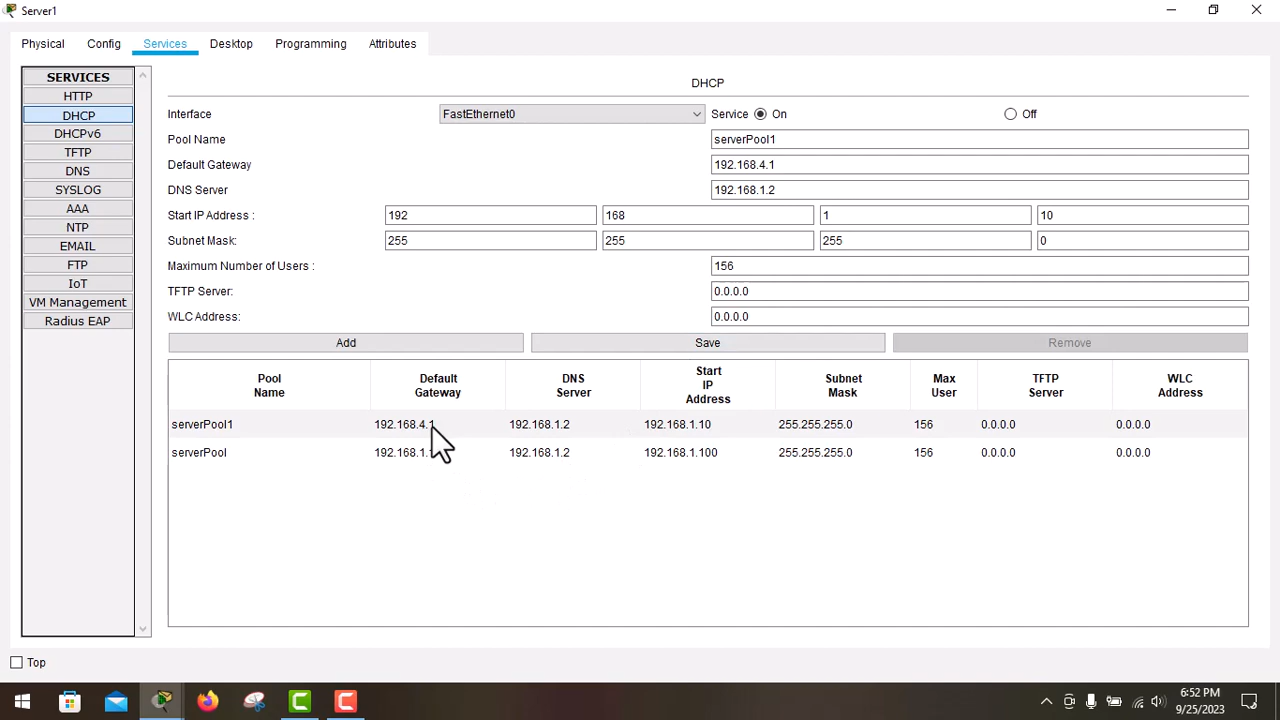 Server1
Physical Config Services Desktop Programming Attributes
SERVICES
HTTP
DHCP
DHCPv6
TFTP
DNS
SYSLOG
AAA
NTP
EMAIL
FTP
IoT
VM Management
Radius EAP
DHCP
Interface FastEthernet0 Service On Off
Pool Name serverPool1
Default Gateway 192.168.4.1
DNS Server 192.168.1.2
Start IP Address : 192 168 1 10
Subnet Mask: 255 255 255 0
Maximum Number of Users : 156
TFTP Server: 0.0.0.0
WLC Address: 0.0.0.0
Add Save Remove
Pool Name Default Gateway DNS Server Start IP Address Subnet Mask Max User TFTP Server WLC Address
serverPool1 192.168.4.1 192.168.1.2 192.168.1.10 255.255.255.0 156 0.0.0.0 0.0.0.0
serverPool 192.168.1. 192.168.1.2 192.168.1.100 255.255.255.0 156 0.0.0.0 0.0.0.0
Top
6:52 PM
9/25/2023